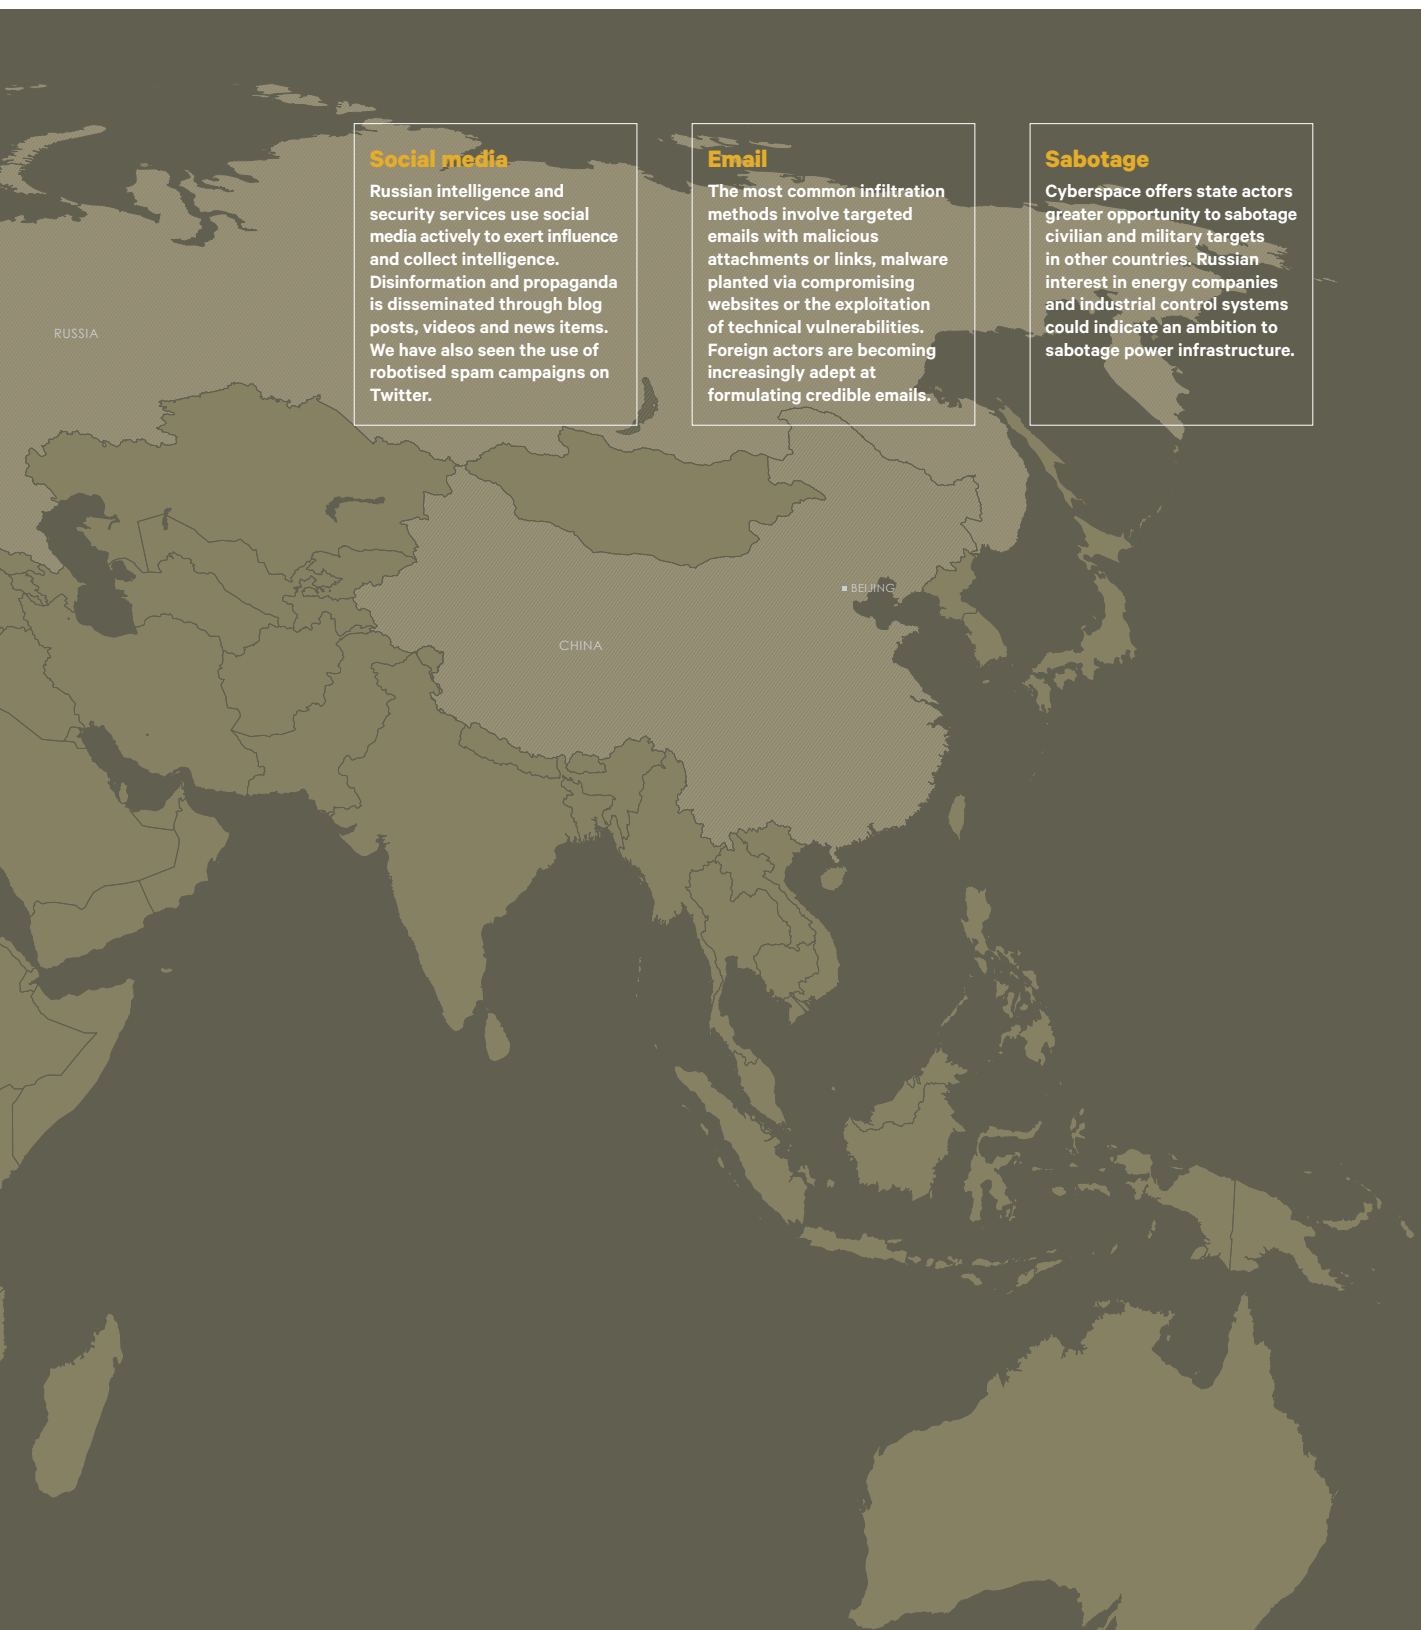 Social media
Russian intelligence and
security services use social
media actively to exert influence
and collect intelligence.
Disinformation and propaganda
is disseminated through blog
posts, videos and news items.
We have also seen the use of
robotised spam campaigns on
Twitter.
Email
The most common infiltration
methods involve targeted
emails with malicious
attachments or links, malware
planted via compromising
websites or the exploitation
of technical vulnerabilities.
Foreign actors are becoming
increasingly adept at
formulating credible emails.
Sabotage
Cyberspace offers state actors
greater opportunity to sabotage
civilian and military targets
in other countries. Russian
interest in energy companies
and industrial control systems
could indicate an ambition to
sabotage power infrastructure.
RUSSIA
BEIJING
CHINA